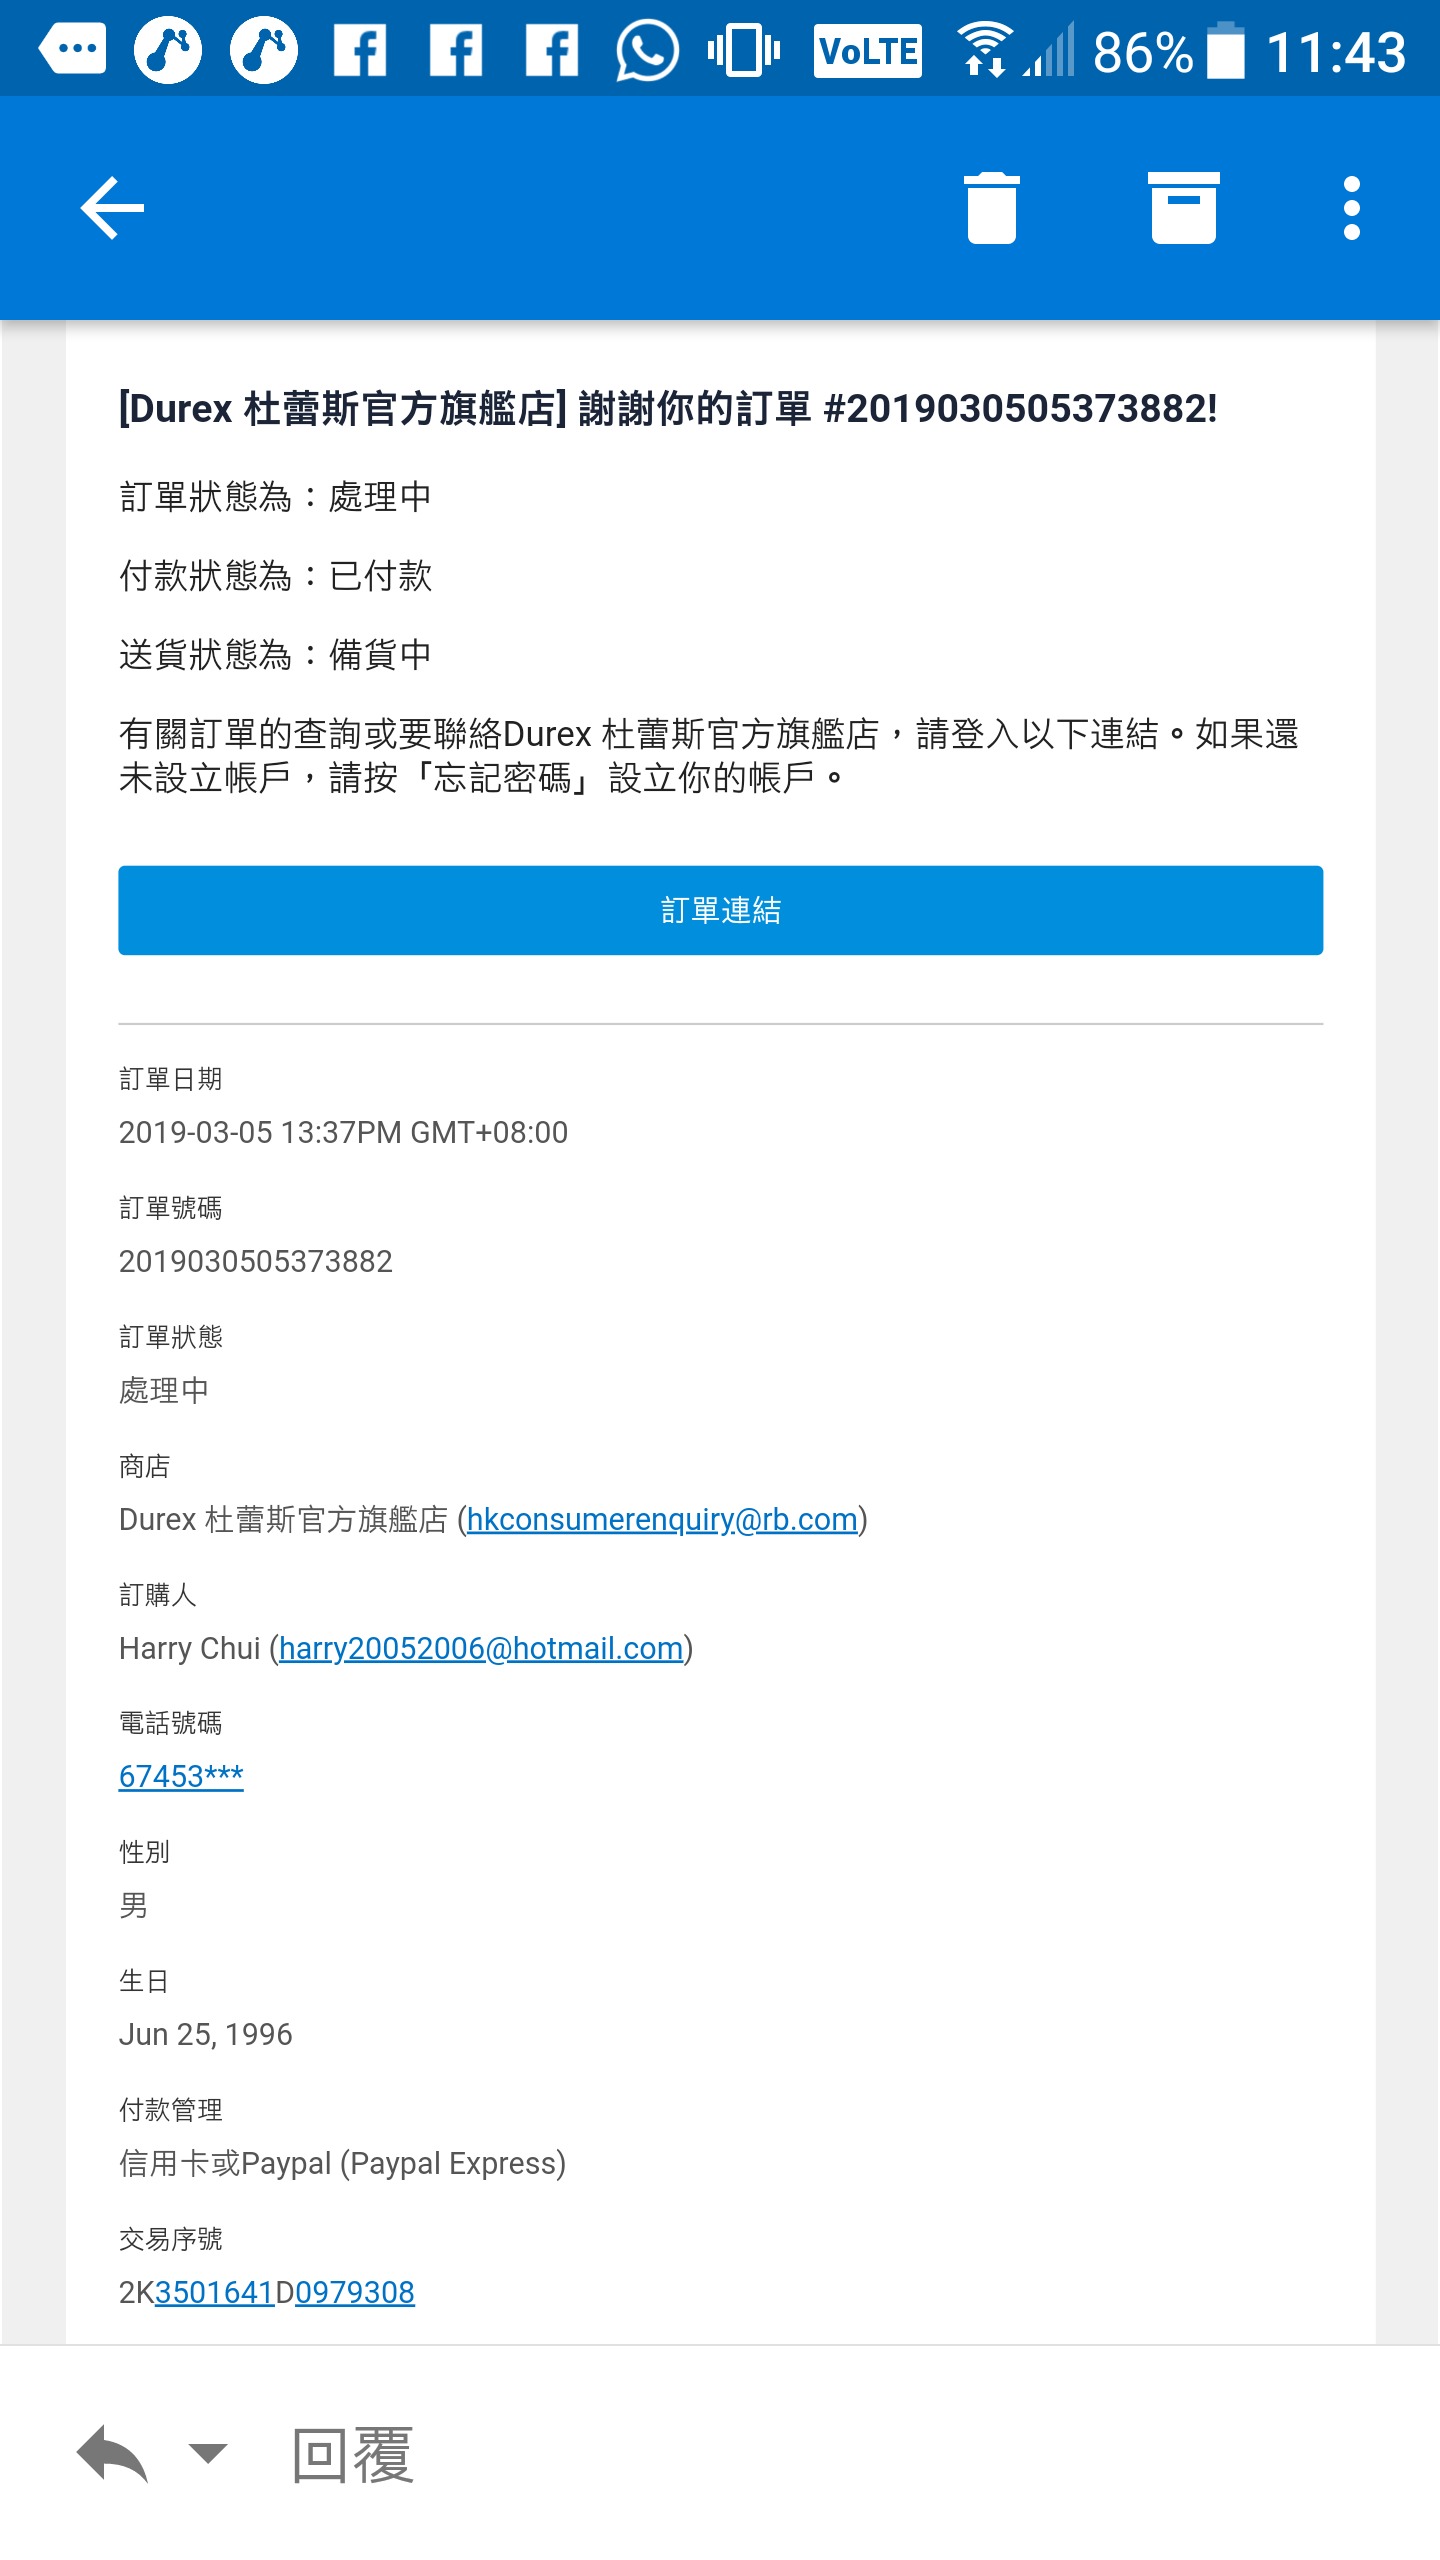 VoLTE 86% 11:43
[Durex 杜蕾斯官方旗艦店] 謝謝你的訂單 #2019030505373882!
訂單狀態為：處理中
付款狀態為：已付款
送貨狀態為：備貨中
有關訂單的查詢或要聯絡Durex 杜蕾斯官方旗艦店，請登入以下連結。如果還
未設立帳戶，請按「忘記密碼」設立你的帳戶。
訂單連結
訂單日期
2019-03-05 13:37PM GMT+08:00
訂單號碼
2019030505373882
訂單狀態
處理中
商店
Durex 杜蕾斯官方旗艦店 (hkconsumerenquiry@rb.com)
訂購人
Harry Chui (harry20052006@hotmail.com)
電話號碼
67453***
性別
男
生日
Jun 25, 1996
付款管理
信用卡或Paypal (Paypal Express)
交易序號
2K3501641D0979308
回覆